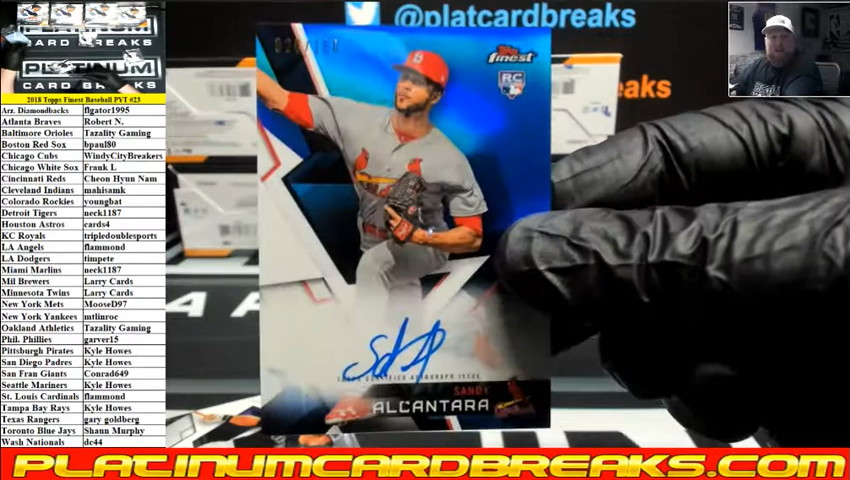 @platcardbreaks
CARD BREAKS
PLATINUM
CARD BREAKS
2018 Topps Finest Baseball PYT #23
Arz. Diamondbacks flgator1995
Atlanta Braves Robert N.
Baltimore Orioles Tazality Gaming
Boston Red Sox bpaul80
Chicago Cubs WindyCityBreakers
Chicago White Sox Frank L
Cincinnati Reds Cheon Hyun Nam
Cleveland Indians mahisamk
Colorado Rockies youngbat
Detroit Tigers neck1187
Houston Astros cards4
KC Royals tripledoublesports
LA Angels flammond
LA Dodgers timpete
Miami Marlins neck1187
Mil Brewers Larry Cards
Minnesota Twins Larry Cards
New York Mets MooseD97
New York Yankees mtlinroc
Oakland Athletics Tazality Gaming
Phil. Phillies garver15
Pittsburgh Pirates Kyle Howes
San Diego Padres Kyle Howes
San Fran Giants Conrad649
Seattle Mariners Kyle Howes
St. Louis Cardinals flammond
Tampa Bay Rays Kyle Howes
Texas Rangers gary goldberg
Toronto Blue Jays Shaun Murphy
Wash Nationals dc44
Topps
finest
RC
aks
TOPPS CERTIFIED AUTOGRAPH ISSUE
SANDY
ALCANTARA
PLATINUMCARDBREAKS.COM